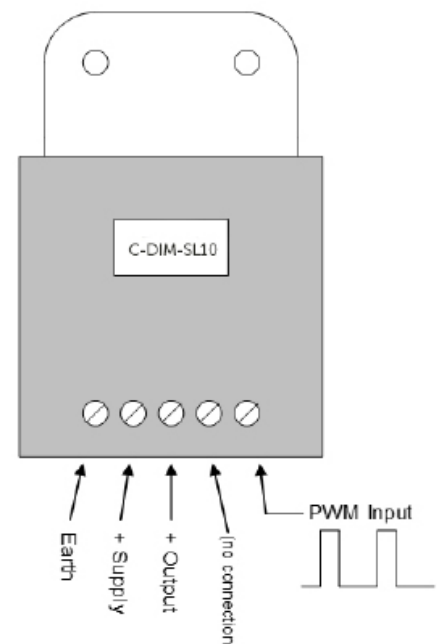 C-DIM-SL10
Earth
+ Supply
+ Output
(no connection
PWM Input